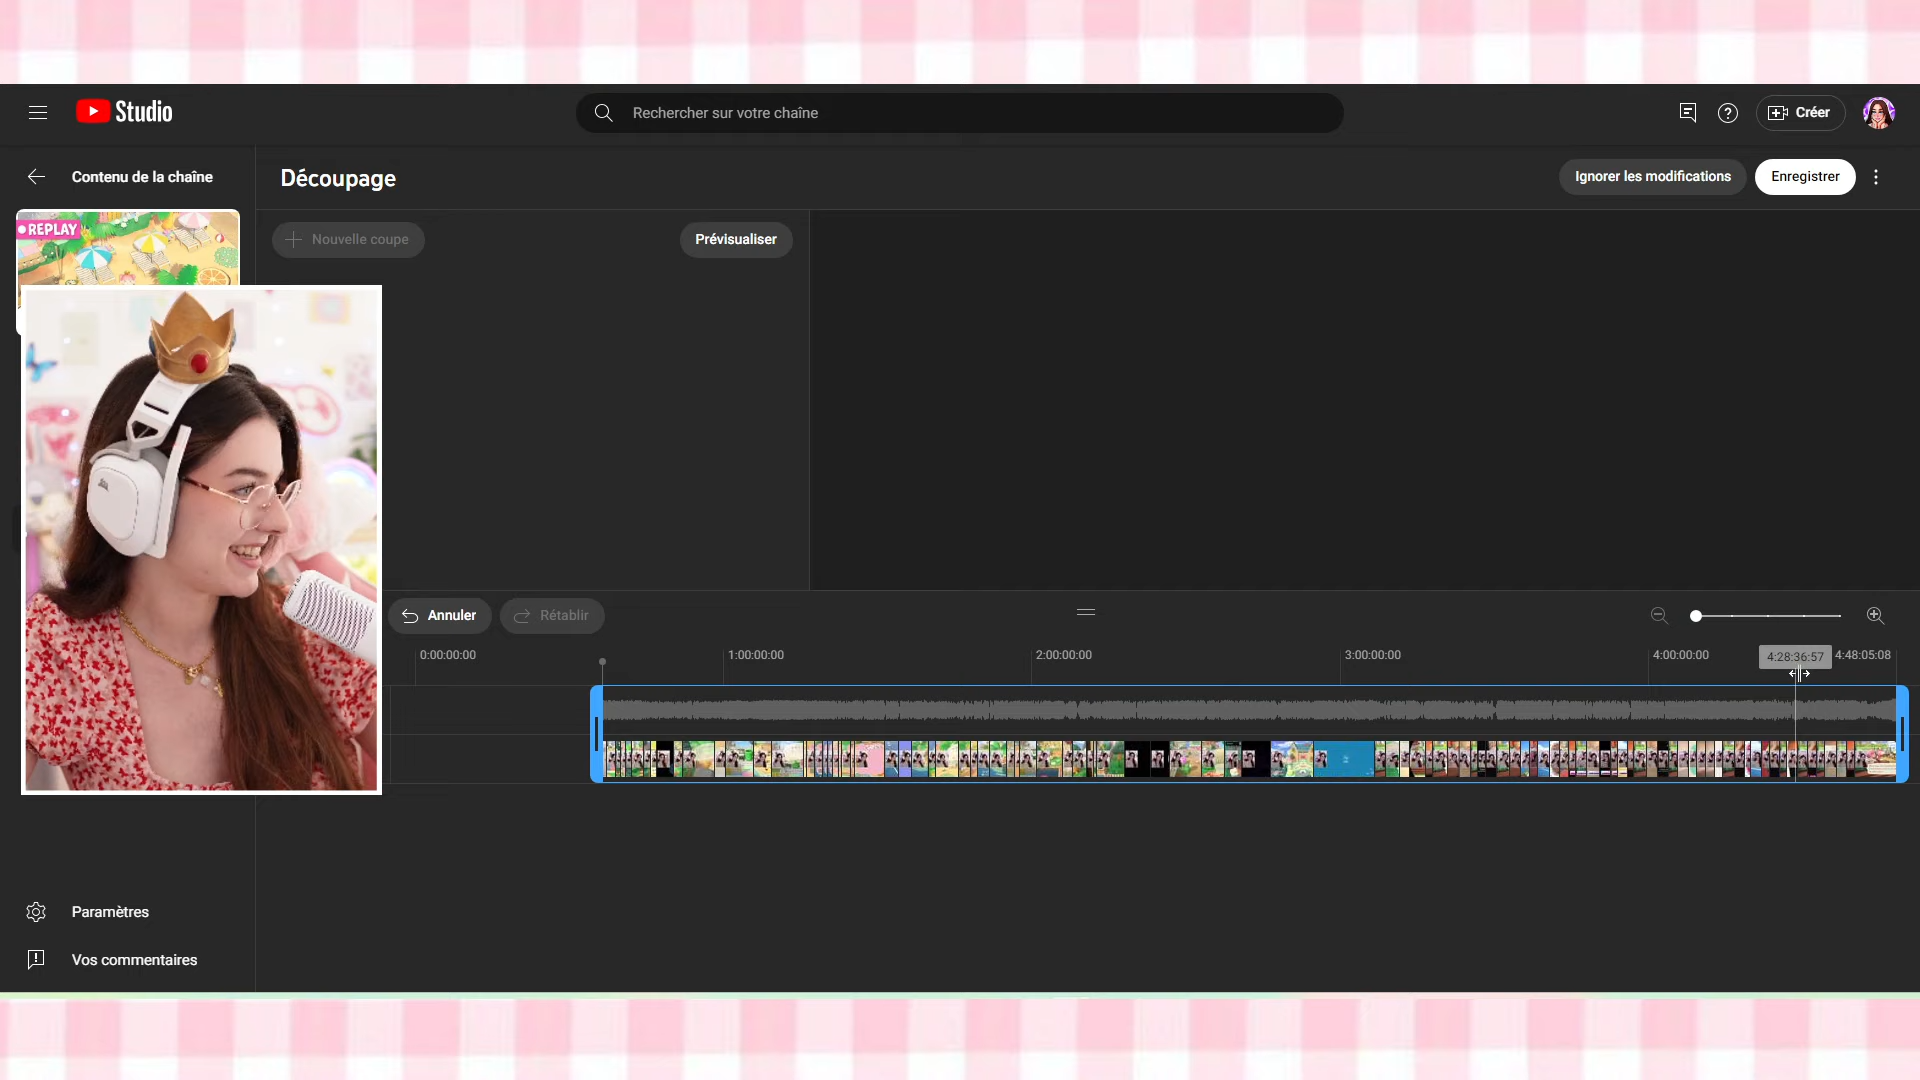 Studio
Rechercher sur votre chaîne
Créer
Contenu de la chaîne
Découpage
Ignorer les modifications
Enregistrer
REPLAY
Nouvelle coupe
Prévisualiser
Annuler
Rétablir
0:00:00:00
1:00:00:00
2:00:00:00
3:00:00:00
4:00:00:00
4:28:36:57
4:48:05:08
Paramètres
Vos commentaires